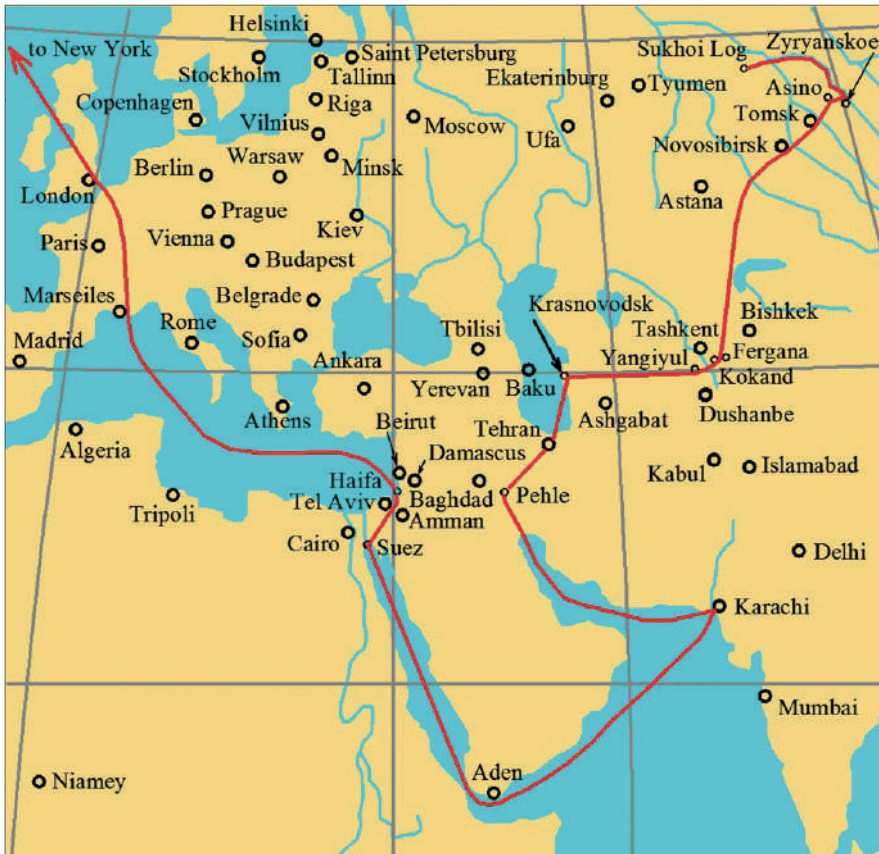 Helsinki
Zyryanskoe
to New York
Saint Petersburg
Sukhoi Log
Stockholm
Tallinn
Ekaterinburg
Tyumen
Asino
Copenhagen
Riga
Tomsk
Vilnius
Moscow
Ufa
Novosibirsk
Warsaw
Berlin
Minsk
London
Astana
Prague
Kiev
Paris
Vienna
Budapest
Marseiles
Belgrade
Krasnovodsk
Bishkek
Tashkent
Madrid
Rome
Sofia
Tbilisi
Fergana
Ankara
Yangiyul
Yerevan
Baku
Kokand
Athens
Beirut
Ashgabat
Dushanbe
Algeria
Tehran
Damascus
Kabul
Islamabad
Haifa
Baghdad
Pehle
Tel Aviv
Tripoli
Amman
Cairo
Suez
Delhi
Karachi
Mumbai
Aden
Niamey